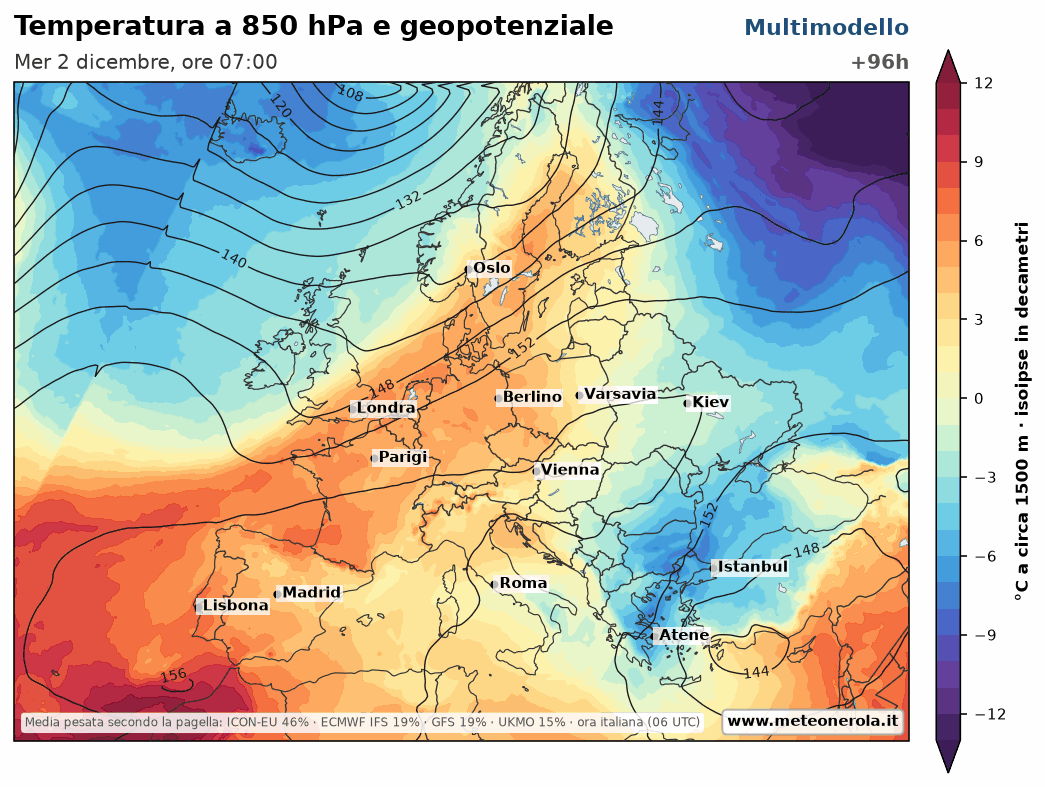 Temperatura a 850 hPa e geopotenziale
Multimodello
Mer 2 dicembre, ore 07:00
+96h
108
120
144
132
140
152
148
Oslo
Londra
Berlino
Varsavia
Kiev
Parigi
Vienna
152
148
Istanbul
Roma
Madrid
Lisbona
Atene
156
144
Media pesata secondo la pagella: ICON-EU 46% · ECMWF IFS 19% · GFS 19% · UKMO 15% · ora italiana (06 UTC)
www.meteonerola.it
12
9
6
3
0
−3
−6
−9
−12
°C a circa 1500 m · isoipse in decametri